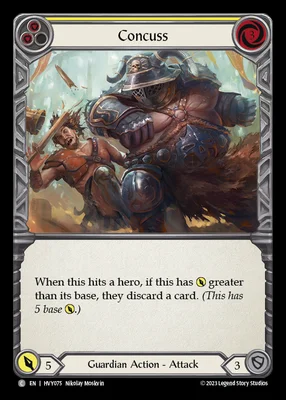 3
Concuss
When this hits a hero, if this has greater
than its base, they discard a card. (This has
5 base .)
5
Guardian Action - Attack
3
C EN | HVY075 Nikolay Moskvin
© 2023 Legend Story Studios